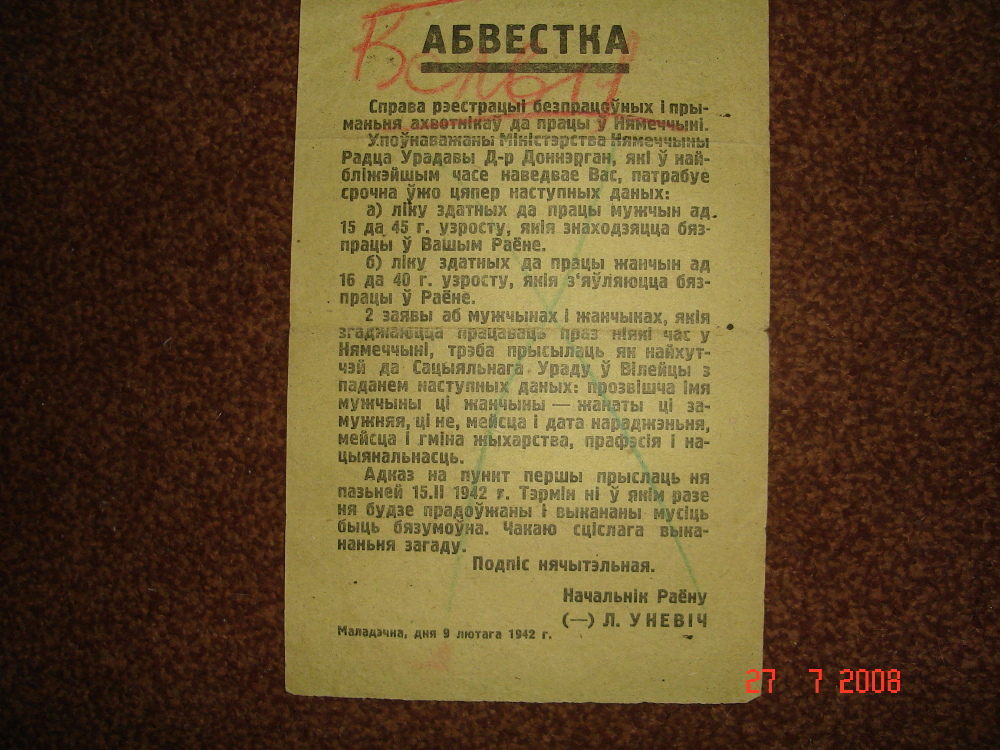 АБВЕСТКА
Справа рэестрацыі безпрацоўных і пры-
маньня ахвотнікаў да працы ў Нямеччыні.
Упоўнаважаны Міністэрства Нямеччыны
Радца Урадавы Д-р Доннэрган, які ў най-
бліжэйшым часе наведвае Вас, патрабуе
срочна ўжо цяпер наступных даных:
а) ліку здатных да працы мужчын ад
15 да 45 г. узросту, якія знаходзяцца бяз-
працы ў Вашым Раёне.
б) ліку здатных да працы жанчын ад
16 да 40 г. узросту, якія з'яўляюцца бяз-
працы ў Раёне.
2 заявы аб мужчынах і жанчынах, якія
згаджаюцца працаваць праз ніякі час у
Нямеччыні, трэба прысылаць як найхут-
чэй да Сацыяльнага Ураду ў Вілейцы з
паданем наступных даных: прозвішча імя
мужчыны ці жанчыны — жанаты ці за-
мужняя, ці не, мейсца і дата нараджэньня,
мейсца і гміна жыхарства, прафэсія і на-
цыянальнасць.
Адказ на пункт першы прыслаць ня
пазьней 15.II 1942 г. Тэрмін ні ў якім разе
ня будзе прадоўжаны і выкананы мусіць
быць бязумоўна. Чакаю сціслага выка-
наньня загаду.
Подпіс нячытэльная.
Начальнік Раёну
(—) Л. УНЕВІЧ
Маладэчна, дня 9 лютага 1942 г.
27 7 2008